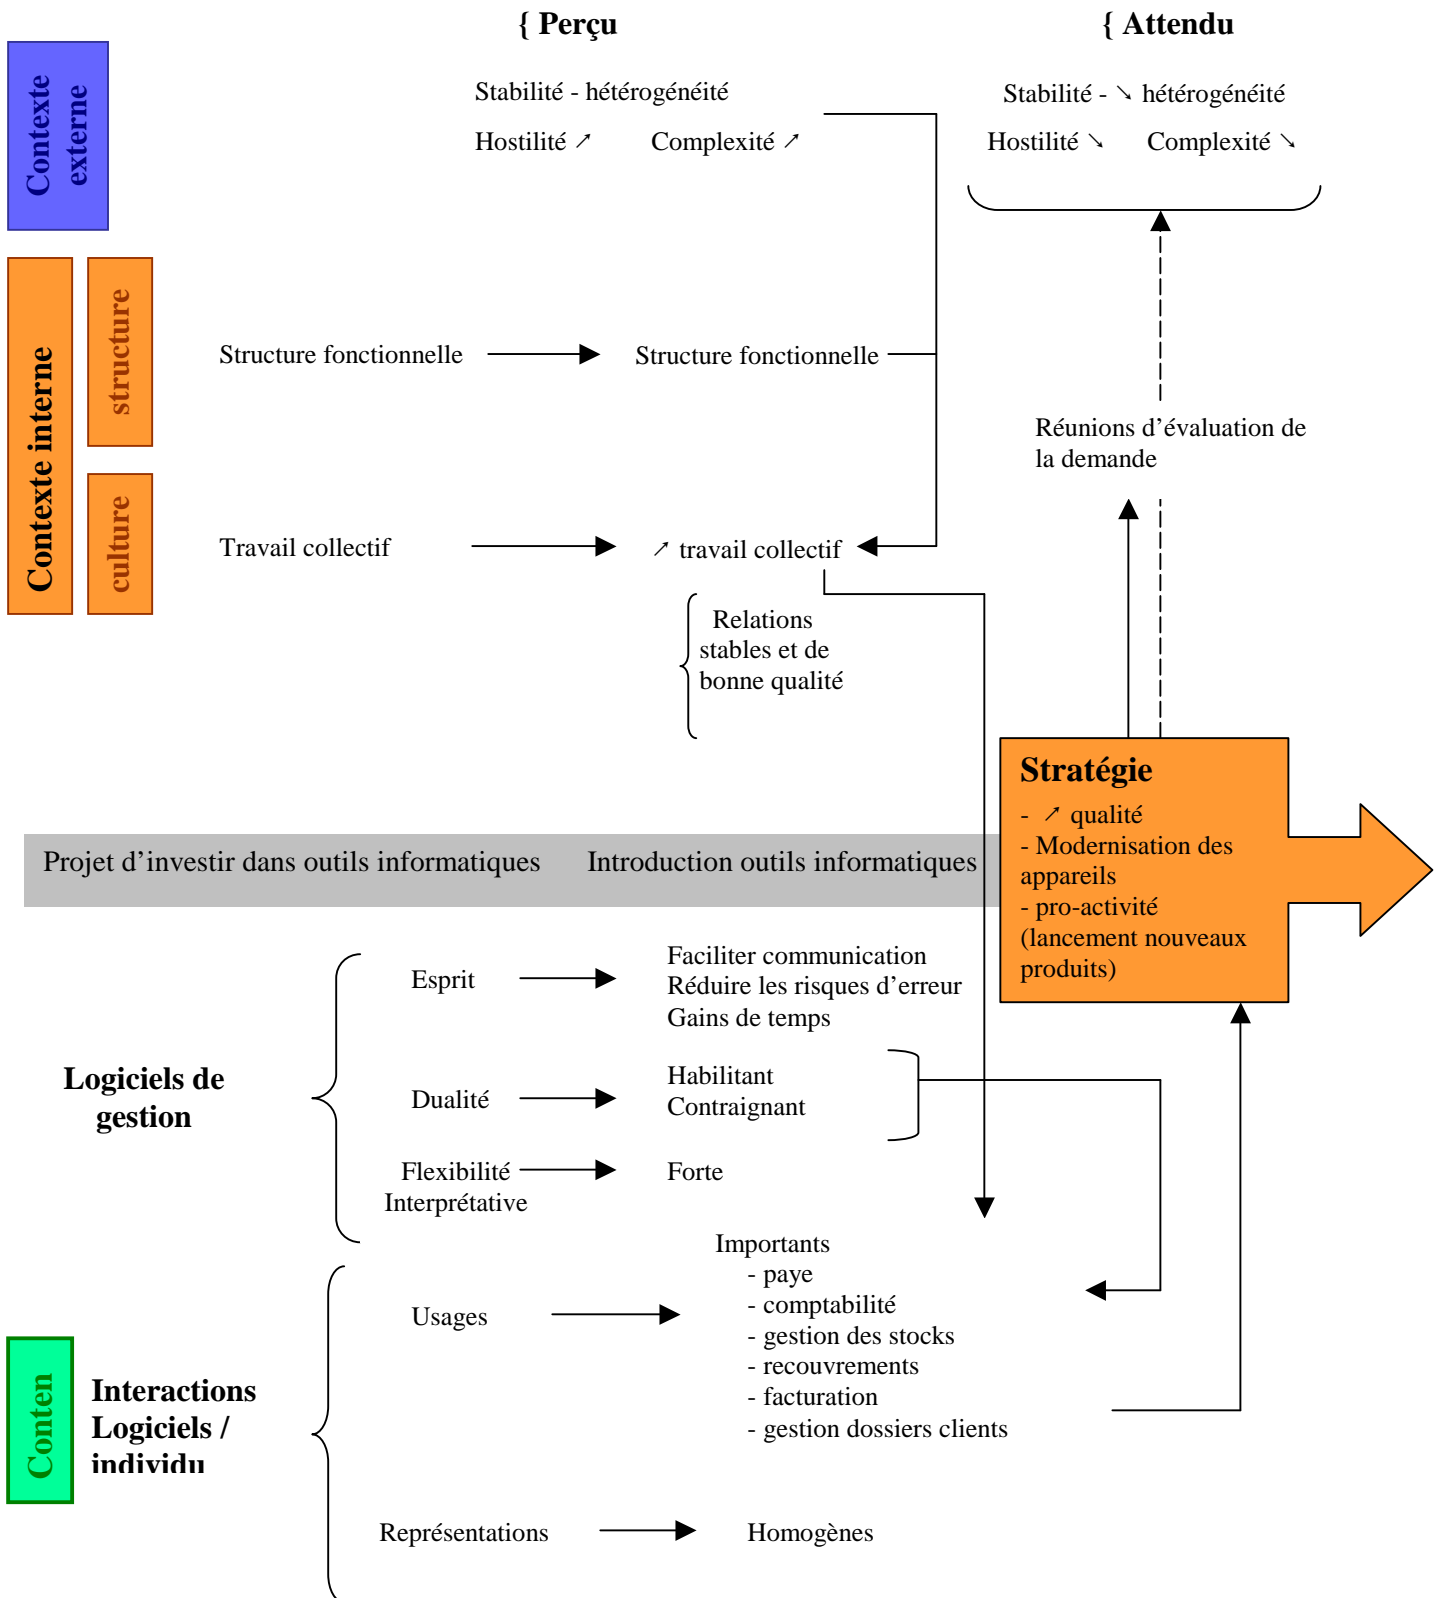 { Perçu
{ Attendu
Contexte
externe
Stabilité - hétérogénéité
Hostilité ↗ Complexité ↗
Stabilité - ↘ hétérogénéité
Hostilité ↘ Complexité ↘
Contexte interne
structure
Structure fonctionnelle
Structure fonctionnelle
Réunions d’évaluation de
la demande
culture
Travail collectif
↗ travail collectif
Relations
stables et de
bonne qualité
Stratégie
- ↗ qualité
- Modernisation des
appareils
- pro-activité
(lancement nouveaux
produits)
Projet d’investir dans outils informatiques
Introduction outils informatiques
Logiciels de
gestion
Esprit
Faciliter communication
Réduire les risques d’erreur
Gains de temps
Dualité
Habilitant
Contraignant
Flexibilité
Interprétative
Forte
Conten
Interactions
Logiciels /
individu
Usages
Importants
- paye
- comptabilité
- gestion des stocks
- recouvrements
- facturation
- gestion dossiers clients
Représentations
Homogènes